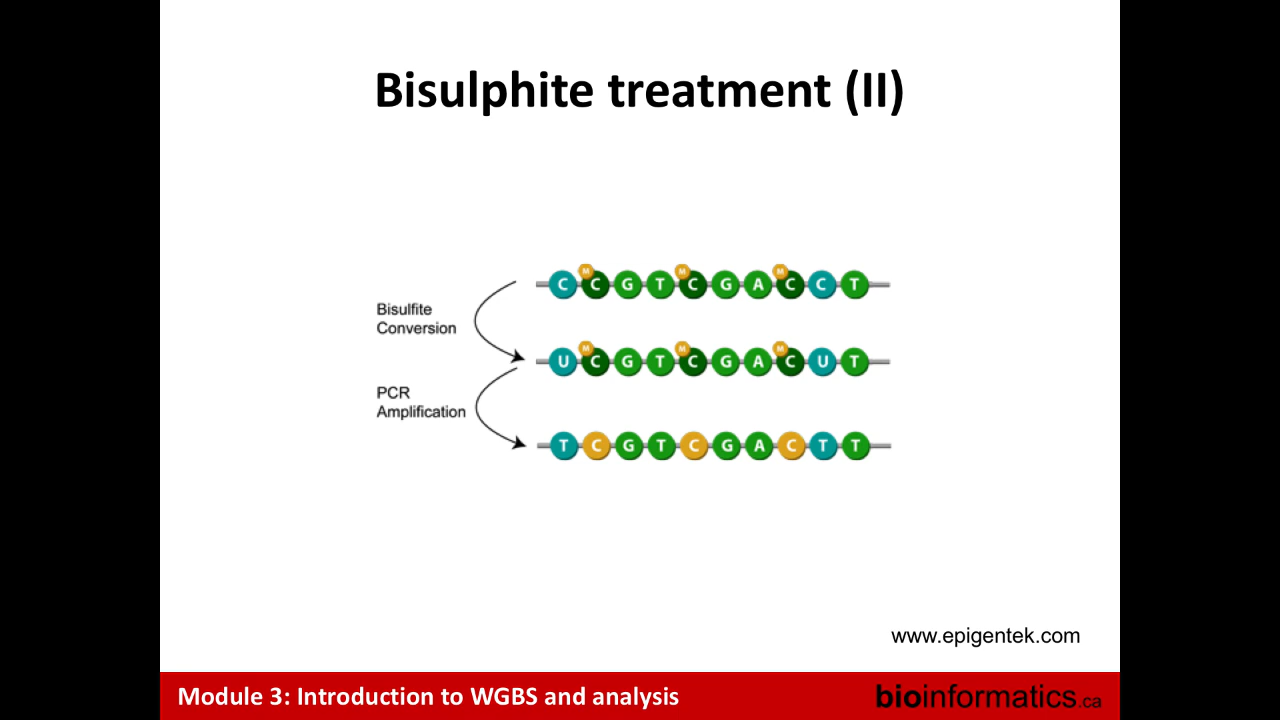 Bisulphite treatment (II)
M M M
C C G T C G A C C T
Bisulfite
Conversion
M M M
U C G T C G A C U T
PCR
Amplification
T C G T C G A C T T
www.epigentek.com
Module 3: Introduction to WGBS and analysis
bioinformatics.ca